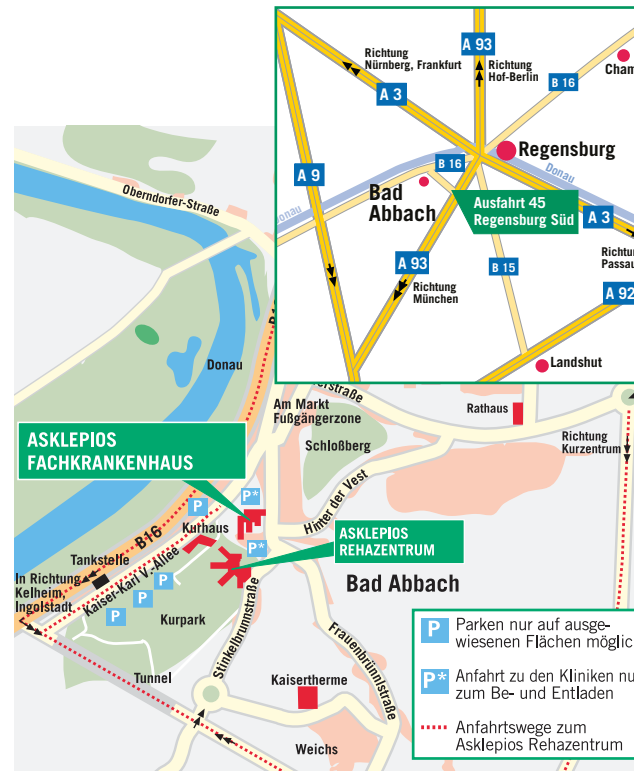 A 93
Richtung
Nürnberg, Frankfurt
Richtung
Hof-Berlin
Cham
B 16
A 3
A 9
B 16
Regensburg
Donau
Donau
Bad
Abbach
Ausfahrt 45
Regensburg Süd
A 3
A 93
Richtung
München
B 15
Richtu
Passau
A 92
Landshut
Oberndorfer-Straße
Donau
Am Markt
Fußgängerzone
Schloßberg
Rathaus
Richtung
Kurzentrum
ASKLEPIOS
FACHKRANKENHAUS
P
P*
Hinter der Vest
Kurhaus
P*
ASKLEPIOS
REHAZENTRUM
B16
Tankstelle
Kaiser-Karl V.-Allee
In Richtung
Kelheim,
Ingolstadt
P
P
P
Kurpark
Bad Abbach
Stinkelbrunnstraße
Frauenbrünnlstraße
Tunnel
Kaisertherme
Weichs
P Parken nur auf ausge-
wiesenen Flächen möglic
P* Anfahrt zu den Kliniken nu
zum Be- und Entladen
Anfahrtswege zum
Asklepios Rehazentrum